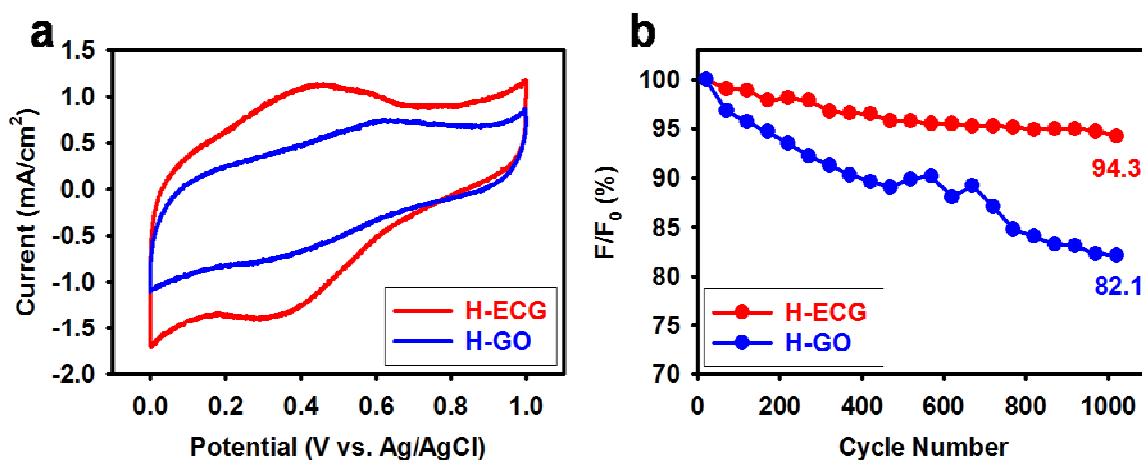 a
1.5
1.0
0.5
0.0
-0.5
-1.0
-1.5
-2.0
Current (mA/cm²)
H-ECG
H-GO
0.0 0.2 0.4 0.6 0.8 1.0
Potential (V vs. Ag/AgCl)
b
100
95
90
85
80
75
70
F/F₀ (%)
94.3
82.1
H-ECG
H-GO
0 200 400 600 800 1000
Cycle Number